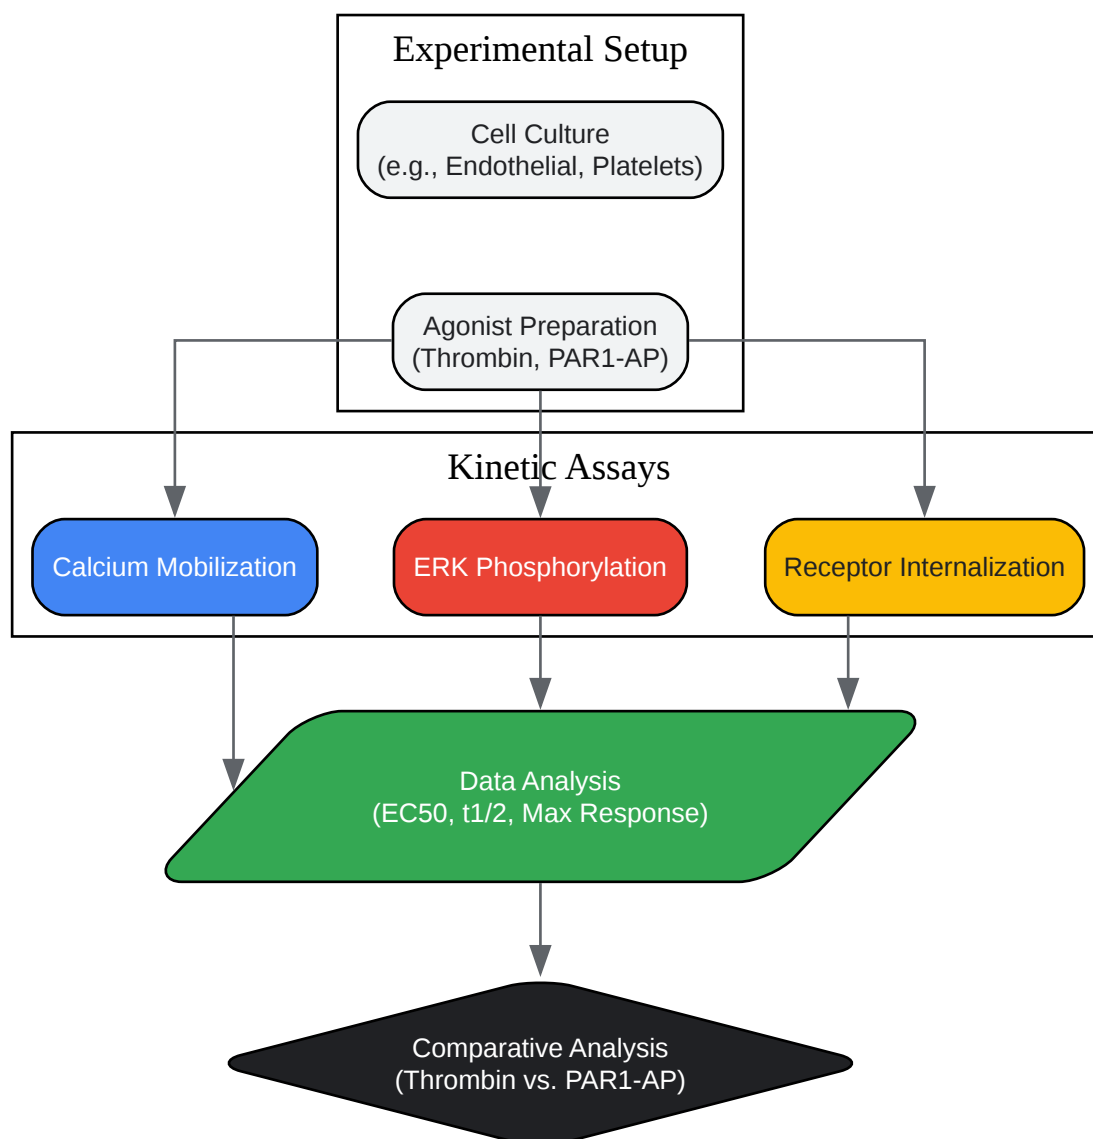 Experimental Setup
Cell Culture
(e.g., Endothelial, Platelets)
Agonist Preparation
(Thrombin, PAR1-AP)
Kinetic Assays
Calcium Mobilization
ERK Phosphorylation
Receptor Internalization
Data Analysis
(EC50, t1/2, Max Response)
Comparative Analysis
(Thrombin vs. PAR1-AP)